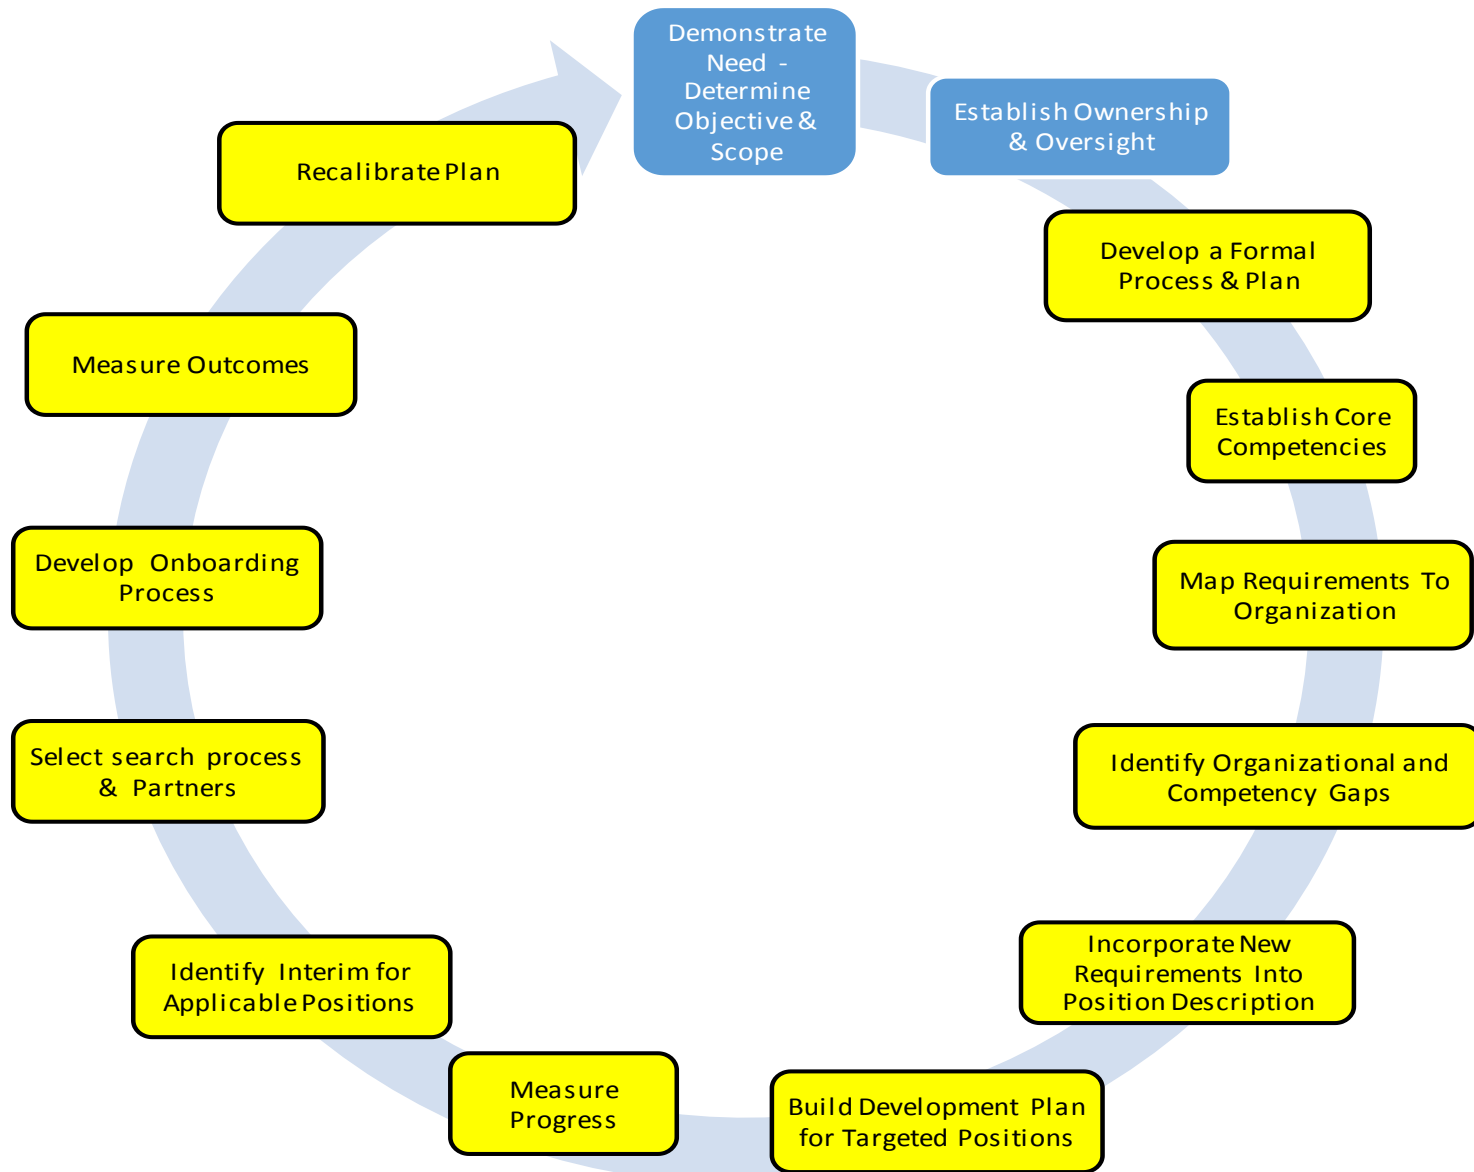 Demonstrate
Need -
Determine
Objective &
Scope
Establish Ownership
& Oversight
Develop a Formal
Process & Plan
Establish Core
Competencies
Map Requirements To
Organization
Identify Organizational and
Competency Gaps
Incorporate New
Requirements Into
Position Description
Build Development Plan
for Targeted Positions
Measure
Progress
Identify Interim for
Applicable Positions
Select search process
& Partners
Develop Onboarding
Process
Measure Outcomes
Recalibrate Plan